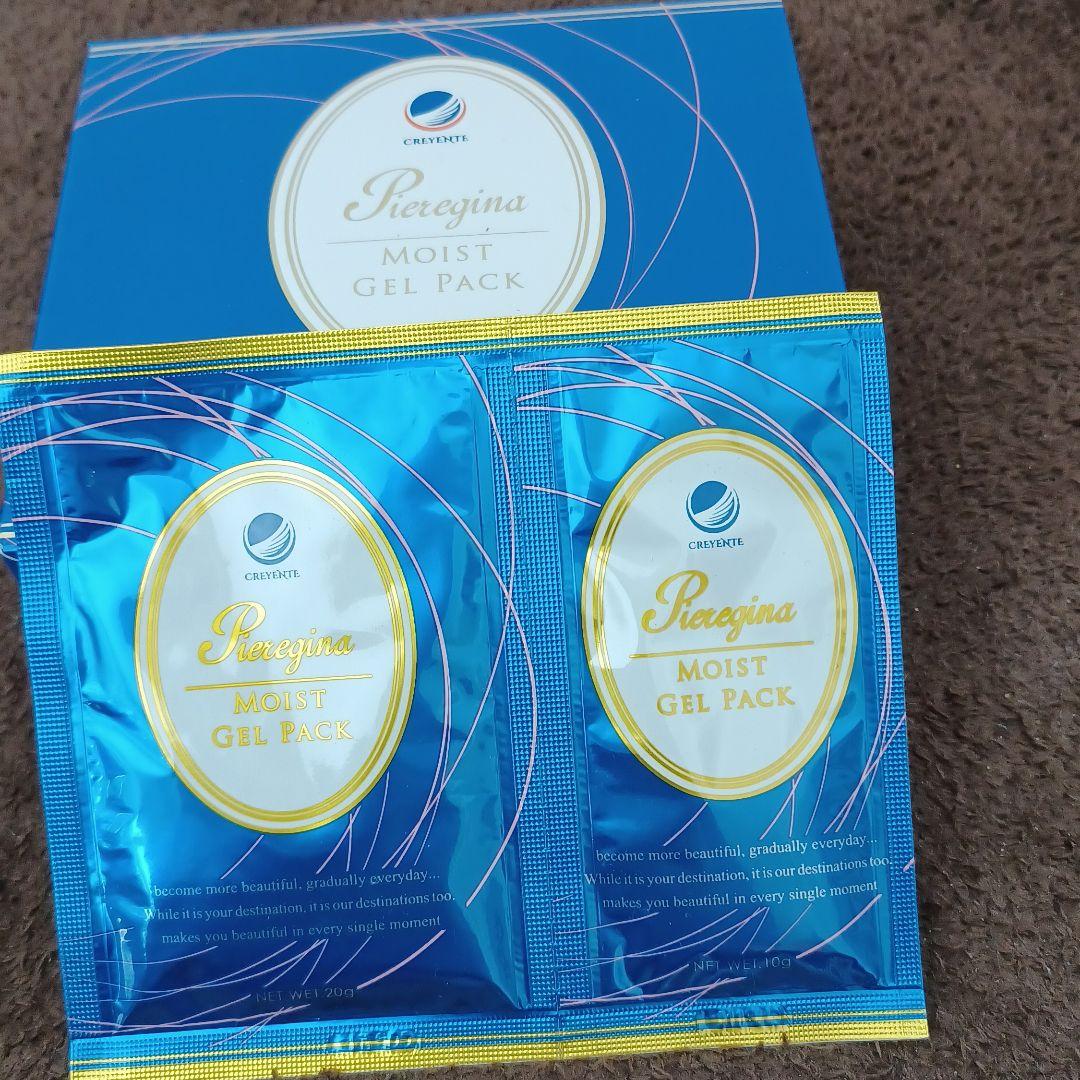 CREYENTE
Pieregina
MOIST
GEL PACK
CREYENTE
Pieregina
MOIST
GEL PACK
become more beautiful, gradually everyday...
While it is your destination, it is our destinations too.
makes you beautiful in every single moment
NET WET.20g
CREYENTE
Pieregina
MOIST
GEL PACK
become more beautiful, gradually everyday...
While it is your destination, it is our destinations too.
makes you beautiful in every single moment
NET WET.10g